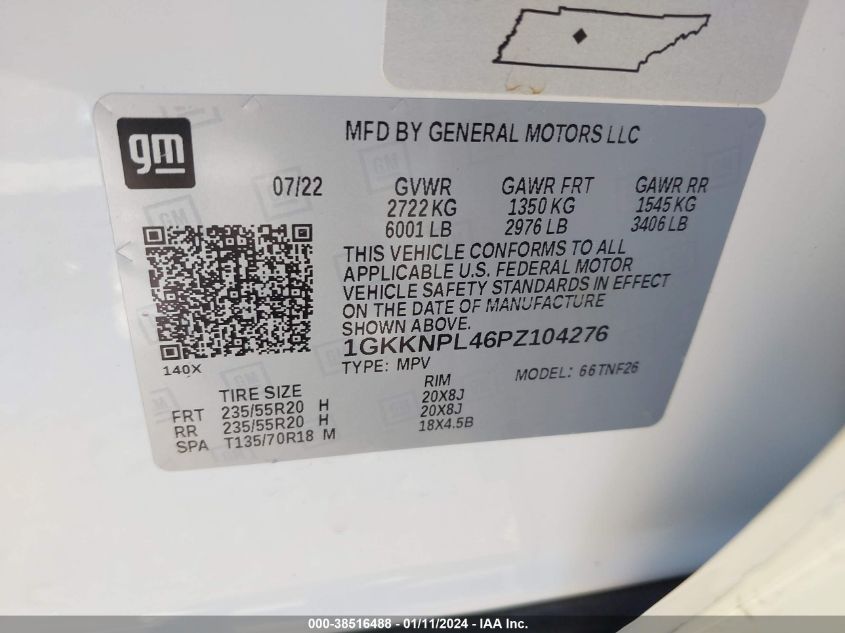 gm
MFD BY GENERAL MOTORS LLC
07/22 GVWR GAWR FRT GAWR RR
2722 KG 1350 KG 1545 KG
6001 LB 2976 LB 3406 LB
THIS VEHICLE CONFORMS TO ALL
APPLICABLE U.S. FEDERAL MOTOR
VEHICLE SAFETY STANDARDS IN EFFECT
ON THE DATE OF MANUFACTURE
SHOWN ABOVE.
1GKKNPL46PZ104276
140X
TYPE: MPV MODEL: 66TNF26
TIRE SIZE RIM
FRT 235/55R20 H 20X8J
RR 235/55R20 H 20X8J
SPA T135/70R18 M 18X4.5B
000-38516488 - 01/11/2024 - IAA Inc.